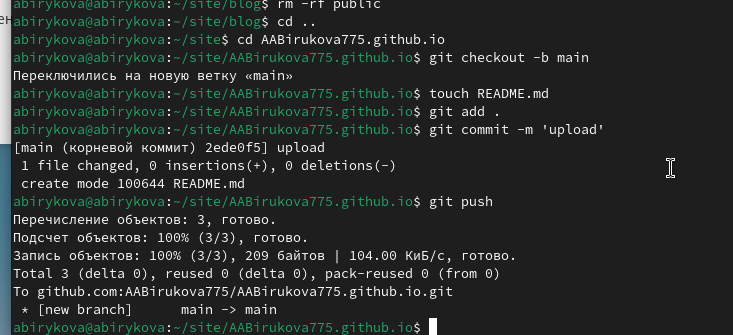 abirykova@abirykova:~/site/blog$ rm -rf public
abirykova@abirykova:~/site/blog$ cd ..
abirykova@abirykova:~/site$ cd AABirukova775.github.io
abirykova@abirykova:~/site/AABirukova775.github.io$ git checkout -b main
Переключились на новую ветку «main»
abirykova@abirykova:~/site/AABirukova775.github.io$ touch README.md
abirykova@abirykova:~/site/AABirukova775.github.io$ git add .
abirykova@abirykova:~/site/AABirukova775.github.io$ git commit -m 'upload'
[main (корневой коммит) 2ede0f5] upload
1 file changed, 0 insertions(+), 0 deletions(-)
create mode 100644 README.md
abirykova@abirykova:~/site/AABirukova775.github.io$ git push
Перечисление объектов: 3, готово.
Подсчет объектов: 100% (3/3), готово.
Запись объектов: 100% (3/3), 209 байтов | 104.00 КиБ/с, готово.
Total 3 (delta 0), reused 0 (delta 0), pack-reused 0 (from 0)
To github.com:AABirukova775/AABirukova775.github.io.git
* [new branch] main -> main
abirykova@abirykova:~/site/AABirukova775.github.io$